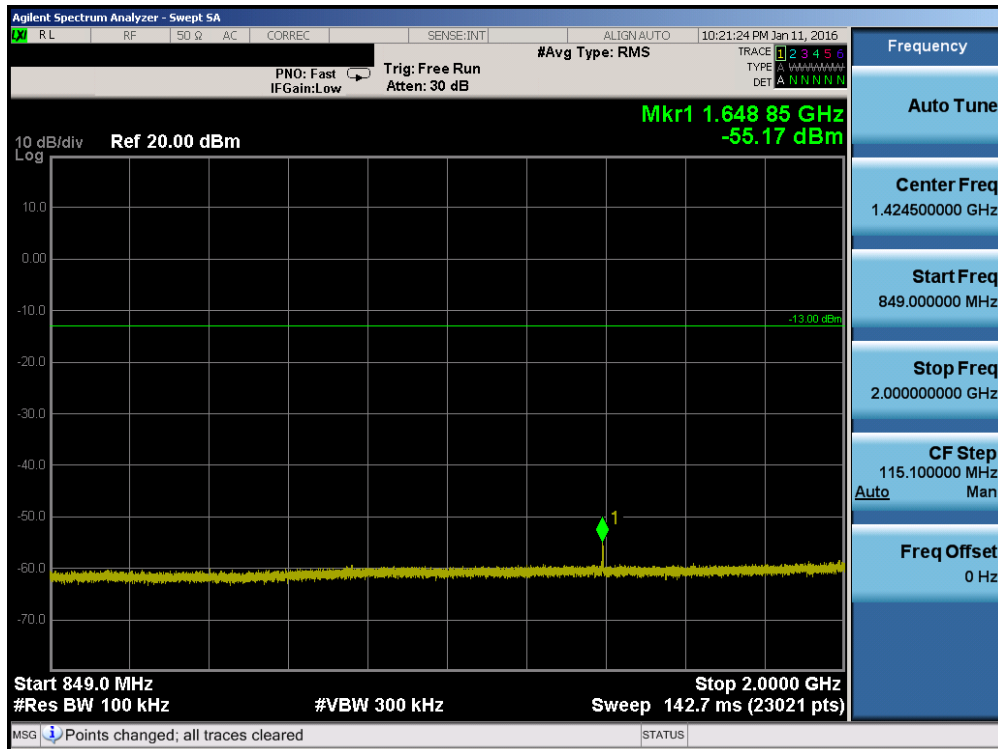 Agilent Spectrum Analyzer - Swept SA
LXI RL RF 50 Ω AC CORREC SENSE:INT ALIGN AUTO 10:21:24 PM Jan 11, 2016
#Avg Type: RMS TRACE 1 2 3 4 5 6
PNO: Fast Trig: Free Run TYPE A WWWWW
IFGain:Low Atten: 30 dB DET A N N N N N
Mkr1 1.648 85 GHz
-55.17 dBm
10 dB/div Ref 20.00 dBm
Log
10.0
0.00
-10.0
-13.00 dBm
-20.0
-30.0
-40.0
-50.0
1
-60.0
-70.0
Start 849.0 MHz Stop 2.0000 GHz
#Res BW 100 kHz #VBW 300 kHz Sweep 142.7 ms (23021 pts)
MSG Points changed; all traces cleared STATUS
Frequency
Auto Tune
Center Freq
1.424500000 GHz
Start Freq
849.000000 MHz
Stop Freq
2.000000000 GHz
CF Step
115.100000 MHz
Auto Man
Freq Offset
0 Hz